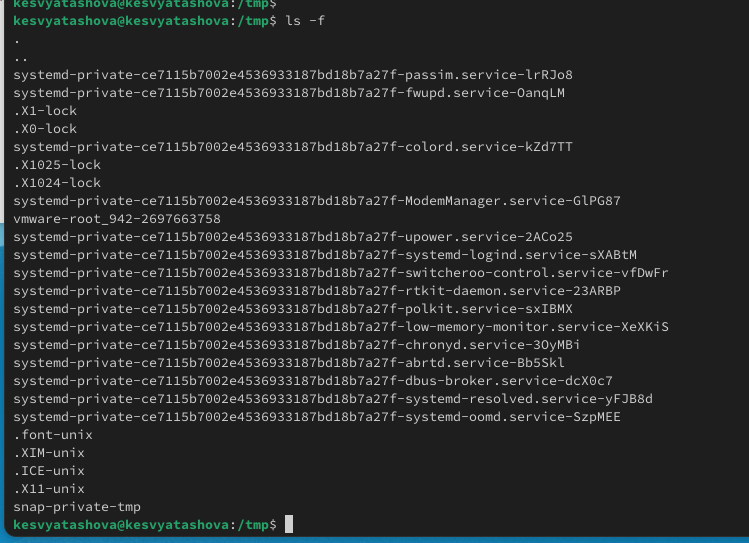 kesvyatashova@kesvyatashova:/tmp$
kesvyatashova@kesvyatashova:/tmp$ ls -f
.
..
systemd-private-ce7115b7002e4536933187bd18b7a27f-passim.service-lrRJo8
systemd-private-ce7115b7002e4536933187bd18b7a27f-fwupd.service-OanqLM
.X1-lock
.X0-lock
systemd-private-ce7115b7002e4536933187bd18b7a27f-colord.service-kZd7TT
.X1025-lock
.X1024-lock
systemd-private-ce7115b7002e4536933187bd18b7a27f-ModemManager.service-GlPG87
vmware-root_942-2697663758
systemd-private-ce7115b7002e4536933187bd18b7a27f-upower.service-2ACo25
systemd-private-ce7115b7002e4536933187bd18b7a27f-systemd-logind.service-sXABtM
systemd-private-ce7115b7002e4536933187bd18b7a27f-switcheroo-control.service-vfDwFr
systemd-private-ce7115b7002e4536933187bd18b7a27f-rtkit-daemon.service-23ARBP
systemd-private-ce7115b7002e4536933187bd18b7a27f-polkit.service-sxIBMX
systemd-private-ce7115b7002e4536933187bd18b7a27f-low-memory-monitor.service-XeXKiS
systemd-private-ce7115b7002e4536933187bd18b7a27f-chronyd.service-3OyMBi
systemd-private-ce7115b7002e4536933187bd18b7a27f-abrtd.service-Bb5Skl
systemd-private-ce7115b7002e4536933187bd18b7a27f-dbus-broker.service-dcX0c7
systemd-private-ce7115b7002e4536933187bd18b7a27f-systemd-resolved.service-yFJB8d
systemd-private-ce7115b7002e4536933187bd18b7a27f-systemd-oomd.service-SzpMEE
.font-unix
.XIM-unix
.ICE-unix
.X11-unix
snap-private-tmp
kesvyatashova@kesvyatashova:/tmp$